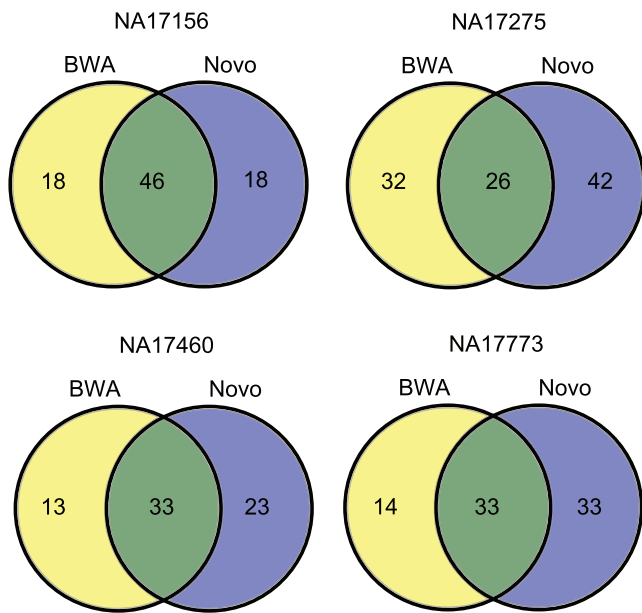 NA17156
BWA Novo
18 46 18
NA17275
BWA Novo
32 26 42
NA17460
BWA Novo
13 33 23
NA17773
BWA Novo
14 33 33